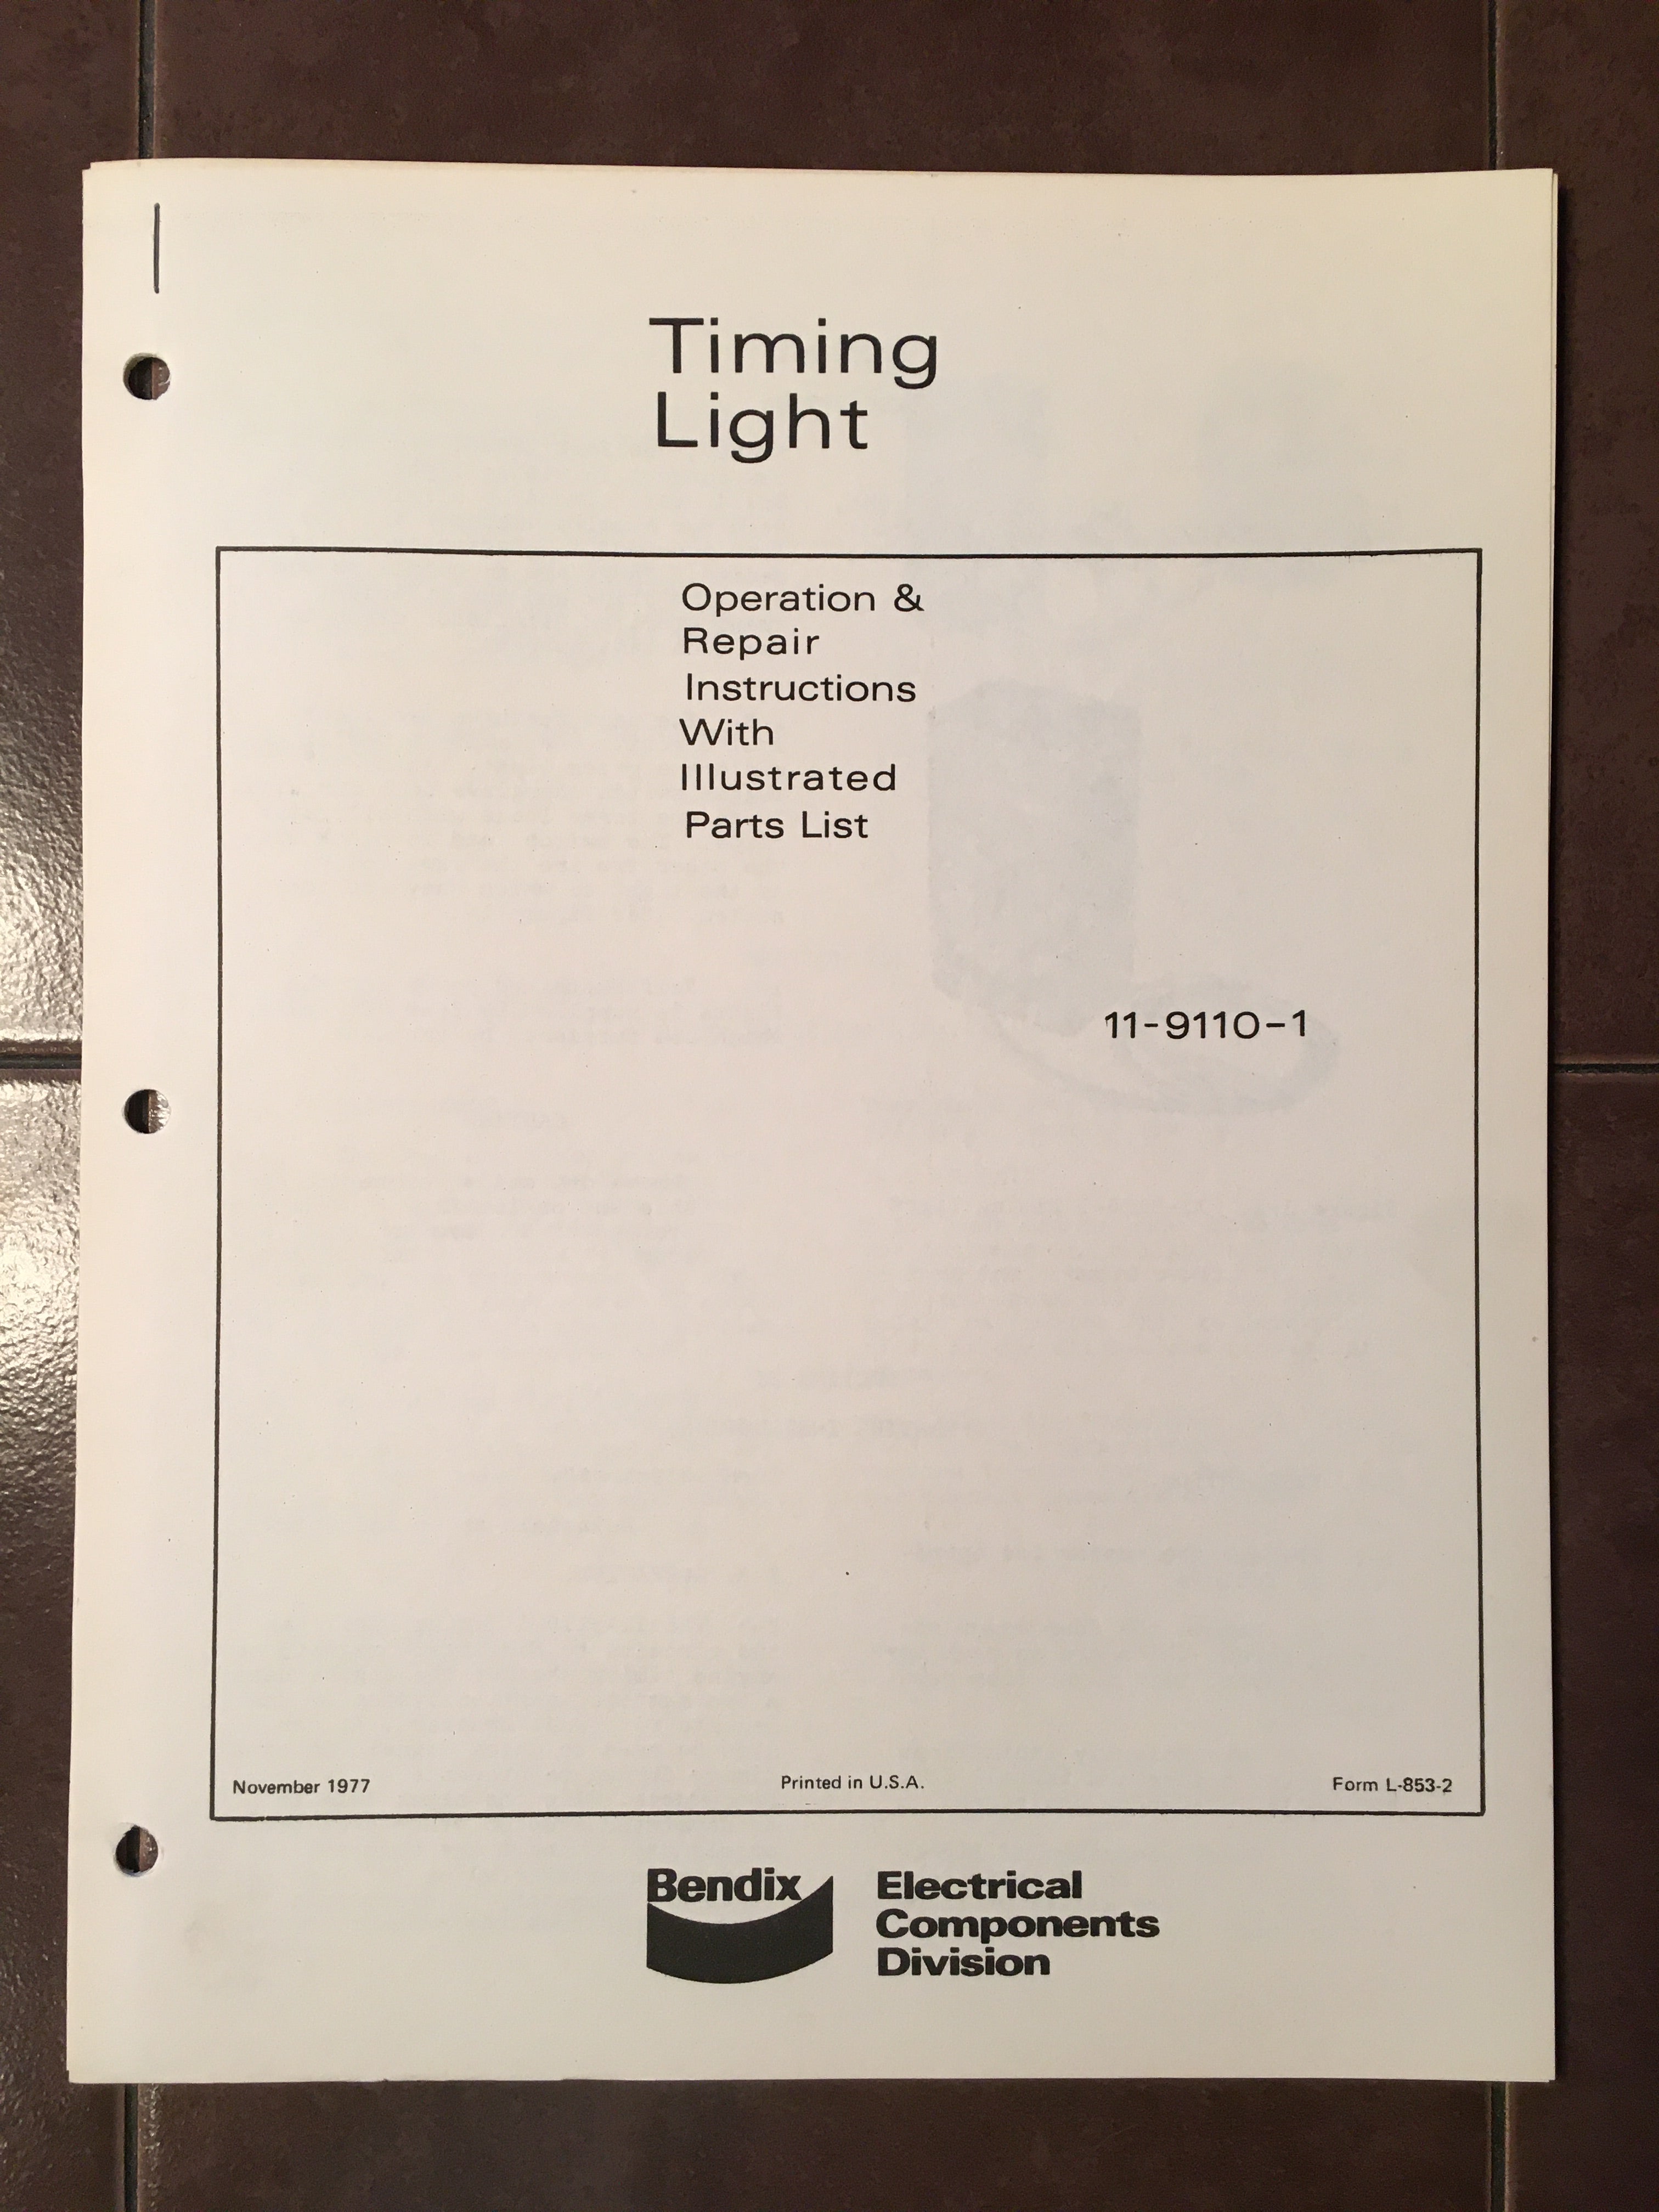 Timing
Light
Operation &
Repair
Instructions
With
Illustrated
Parts List
11-9110-1
November 1977
Printed in U.S.A.
Form L-853-2
Bendix
Electrical
Components
Division